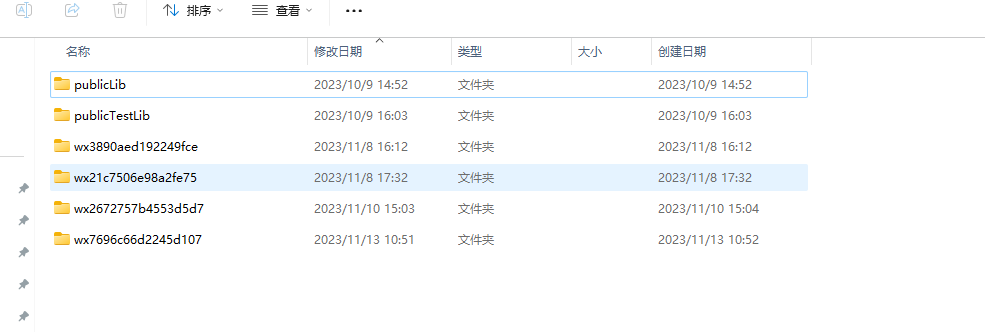 排序 查看
名称 修改日期 类型 大小 创建日期
publicLib 2023/10/9 14:52 文件夹 2023/10/9 14:52
publicTestLib 2023/10/9 16:03 文件夹 2023/10/9 16:03
wx3890aed192249fce 2023/11/8 16:12 文件夹 2023/11/8 16:12
wx21c7506e98a2fe75 2023/11/8 17:32 文件夹 2023/11/8 17:32
wx2672757b4553d5d7 2023/11/10 15:03 文件夹 2023/11/10 15:04
wx7696c66d2245d107 2023/11/13 10:51 文件夹 2023/11/13 10:52